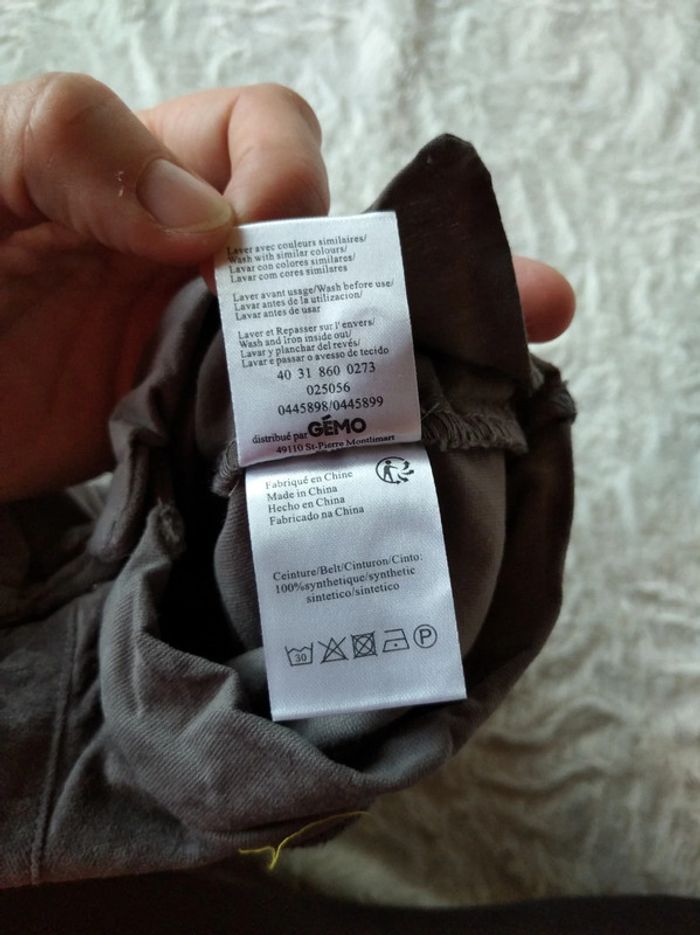 Laver avec couleurs similaires/
Wash with similar colours/
Lavar con colores similares/
Lavar com cores similares
Laver avant usage/Wash before use/
Lavar antes de la utilizacion/
Lavar antes de usar
Laver et Repasser sur l'envers/
Wash and Iron inside out/
Lavar y planchar del revés/
Lavar e passar o avesso de tecido
40 31 860 0273
025056
0445898/0445899
distribué par GÉMO
49110 St-Pierre Montlimart
Fabriqué en Chine
Made in China
Hecho en China
Fabricado na China
Ceinture/Belt/Cinturon/Cinto:
100%synthetique/synthetic
sintetico/sintetico
30 P